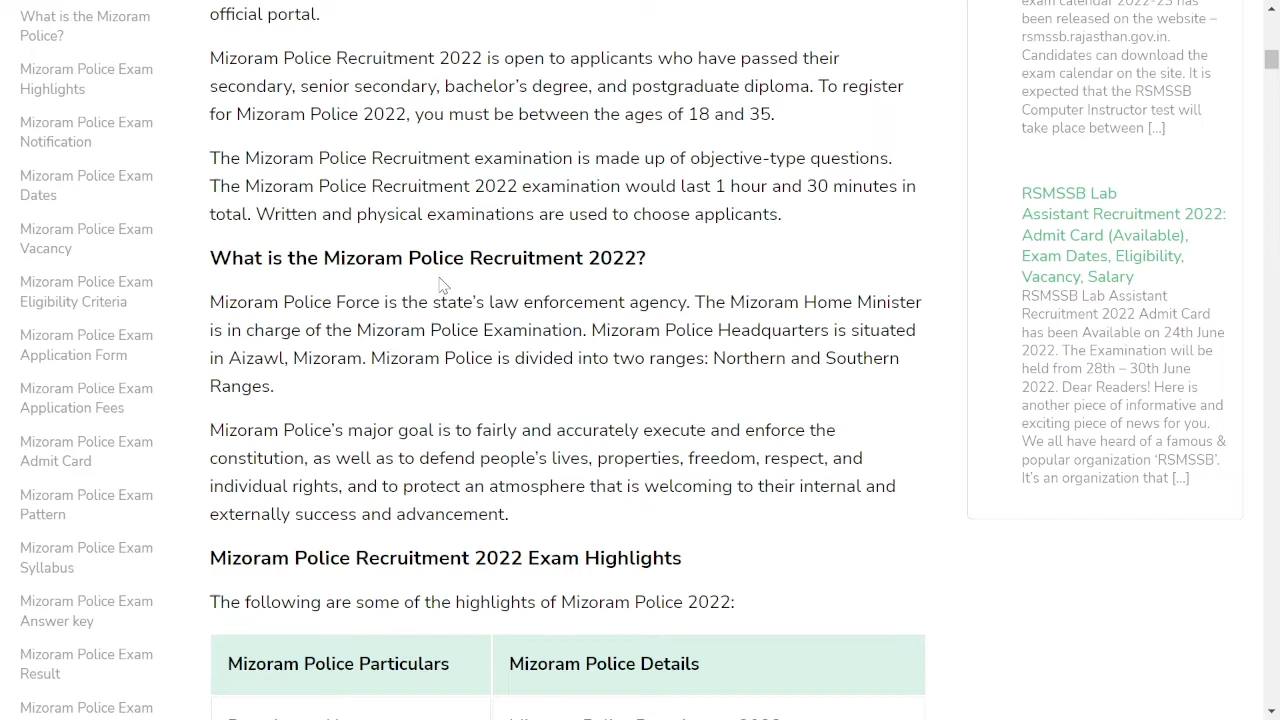 What is the Mizoram
Police?
Mizoram Police Exam
Highlights
Mizoram Police Exam
Notification
Mizoram Police Exam
Dates
Mizoram Police Exam
Vacancy
Mizoram Police Exam
Eligibility Criteria
Mizoram Police Exam
Application Form
Mizoram Police Exam
Application Fees
Mizoram Police Exam
Admit Card
Mizoram Police Exam
Pattern
Mizoram Police Exam
Syllabus
Mizoram Police Exam
Answer key
Mizoram Police Exam
Result
Mizoram Police Exam
official portal.
Mizoram Police Recruitment 2022 is open to applicants who have passed their
secondary, senior secondary, bachelor’s degree, and postgraduate diploma. To register
for Mizoram Police 2022, you must be between the ages of 18 and 35.
The Mizoram Police Recruitment examination is made up of objective-type questions.
The Mizoram Police Recruitment 2022 examination would last 1 hour and 30 minutes in
total. Written and physical examinations are used to choose applicants.
What is the Mizoram Police Recruitment 2022?
Mizoram Police Force is the state’s law enforcement agency. The Mizoram Home Minister
is in charge of the Mizoram Police Examination. Mizoram Police Headquarters is situated
in Aizawl, Mizoram. Mizoram Police is divided into two ranges: Northern and Southern
Ranges.
Mizoram Police’s major goal is to fairly and accurately execute and enforce the
constitution, as well as to defend people’s lives, properties, freedom, respect, and
individual rights, and to protect an atmosphere that is welcoming to their internal and
externally success and advancement.
Mizoram Police Recruitment 2022 Exam Highlights
The following are some of the highlights of Mizoram Police 2022:
Mizoram Police Particulars
Mizoram Police Details
exam calendar 2022-23 has
been released on the website –
rsmssb.rajasthan.gov.in.
Candidates can download the
exam calendar on the site. It is
expected that the RSMSSB
Computer Instructor test will
take place between […]
RSMSSB Lab
Assistant Recruitment 2022:
Admit Card (Available),
Exam Dates, Eligibility,
Vacancy, Salary
RSMSSB Lab Assistant
Recruitment 2022 Admit Card
has been Available on 24th June
2022. The Examination will be
held from 28th – 30th June
2022. Dear Readers! Here is
another piece of informative and
exciting piece of news for you.
We all have heard of a famous &
popular organization ‘RSMSSB’.
It’s an organization that […]